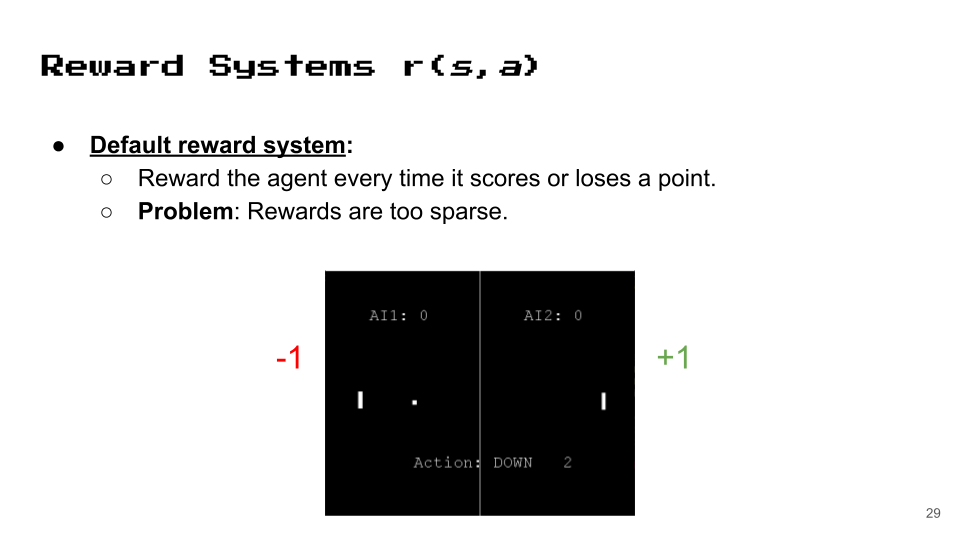 Reward Systems r(s,a)
● Default reward system:
○ Reward the agent every time it scores or loses a point.
○ Problem: Rewards are too sparse.
AI1: 0 AI2: 0
-1 +1
Action: DOWN 2
29